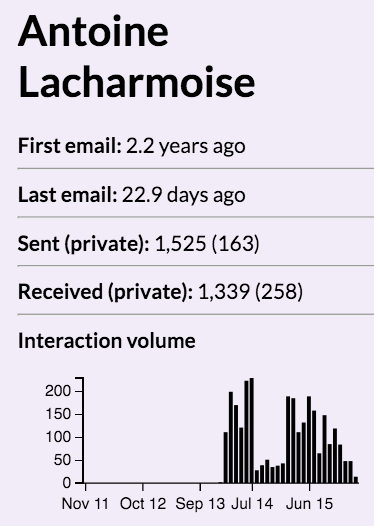 Antoine
Lacharmoise
First email: 2.2 years ago
Last email: 22.9 days ago
Sent (private): 1,525 (163)
Received (private): 1,339 (258)
Interaction volume
200
150
100
50
0
Nov 11 Oct 12 Sep 13 Jul 14 Jun 15